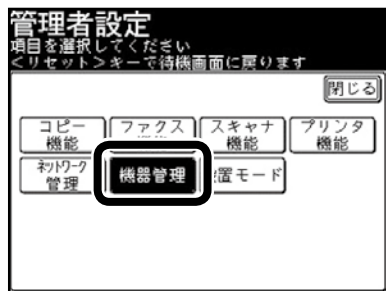 管理者設定
項目を選択してください
<リセット>キーで待機画面に戻ります
閉じる
コピー ファクス スキャナ プリンタ
機能 機能 機能
ネットワーク 機器管理 置モード
管理